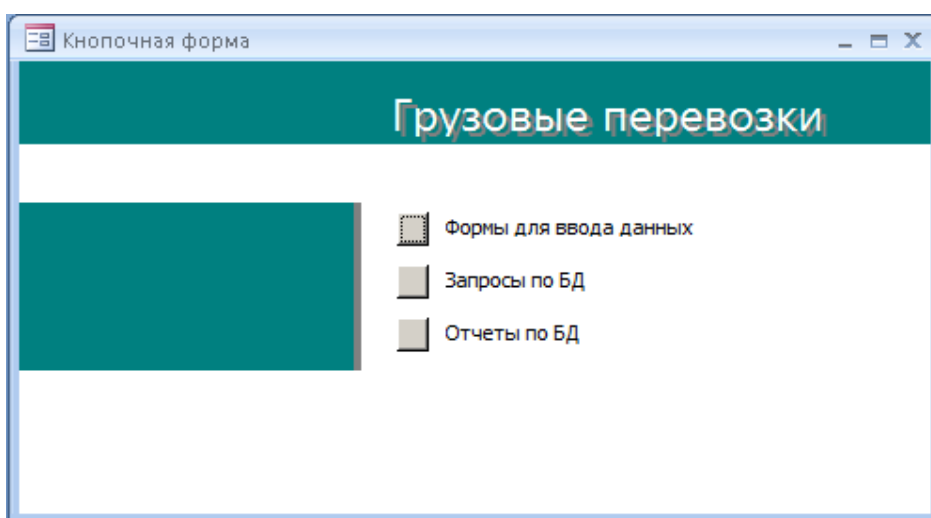 Кнопочная форма
Грузовые перевозки
Формы для ввода данных
Запросы по БД
Отчеты по БД